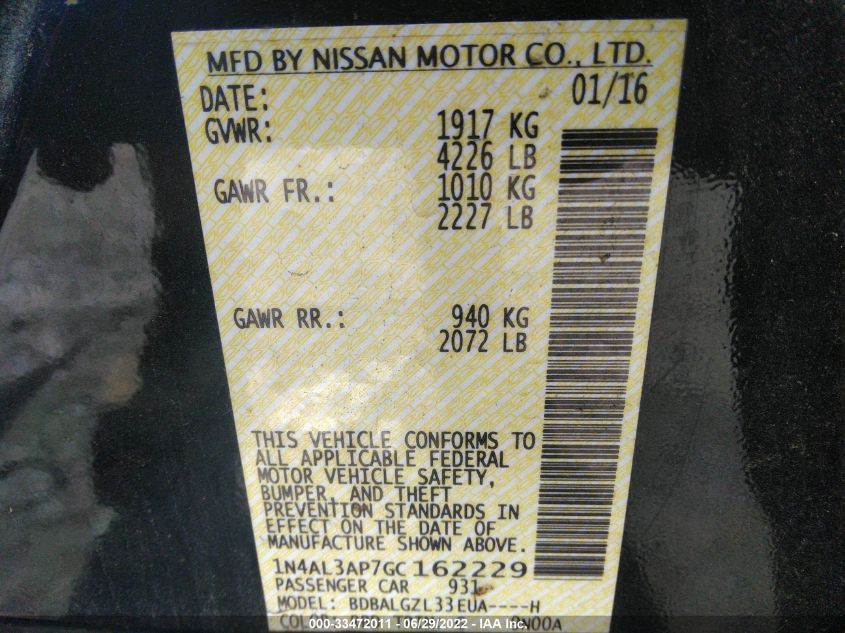 MFD BY NISSAN MOTOR CO., LTD.
DATE: 01/16
GVWR: 1917 KG
4226 LB
GAWR FR.: 1010 KG
2227 LB
GAWR RR.: 940 KG
2072 LB
THIS VEHICLE CONFORMS TO
ALL APPLICABLE FEDERAL
MOTOR VEHICLE SAFETY,
BUMPER, AND THEFT
PREVENTION STANDARDS IN
EFFECT ON THE DATE OF
MANUFACTURE SHOWN ABOVE.
1N4AL3AP7GC162229
PASSENGER CAR 931
MODEL: BDBALGZL33EUA----H
000-33472011 - 06/29/2022 - IAA Inc.